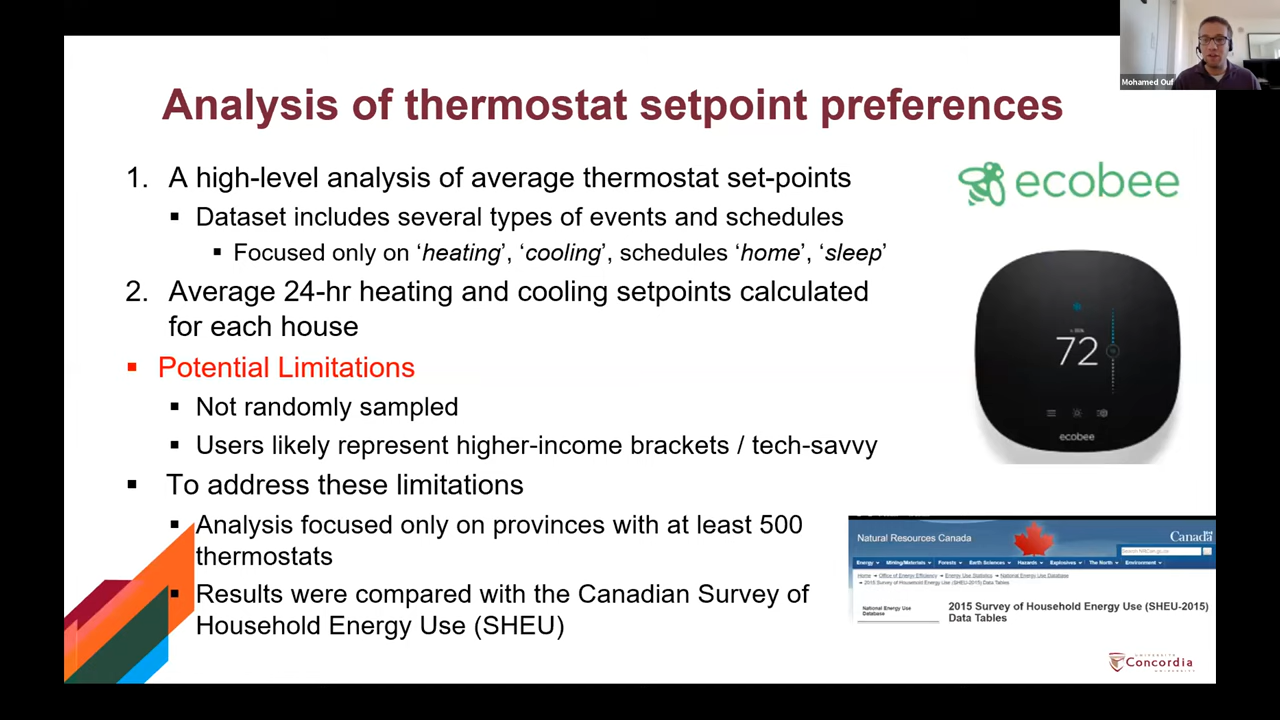 Mohamed Ouf
Analysis of thermostat setpoint preferences
1. A high-level analysis of average thermostat set-points
▪ Dataset includes several types of events and schedules
▪ Focused only on ‘heating’, ‘cooling’, schedules ‘home’, ‘sleep’
2. Average 24-hr heating and cooling setpoints calculated
for each house
▪ Potential Limitations
▪ Not randomly sampled
▪ Users likely represent higher-income brackets / tech-savvy
▪ To address these limitations
▪ Analysis focused only on provinces with at least 500
thermostats
▪ Results were compared with the Canadian Survey of
Household Energy Use (SHEU)
ecobee
72
ecobee
Natural Resources Canada
Canada
Search NRCan.gc.ca
Energy Mining/Materials Forests Earth Sciences Hazards Explosives The North Environment
Home → Office of Energy Efficiency → Energy Use Statistics → National Energy Use Database
→ 2015 Survey of Household Energy Use (SHEU-2015) Data Tables
National Energy Use
Database
2015 Survey of Household Energy Use (SHEU-2015)
Data Tables
UNIVERSITÉ
Concordia
UNIVERSITY